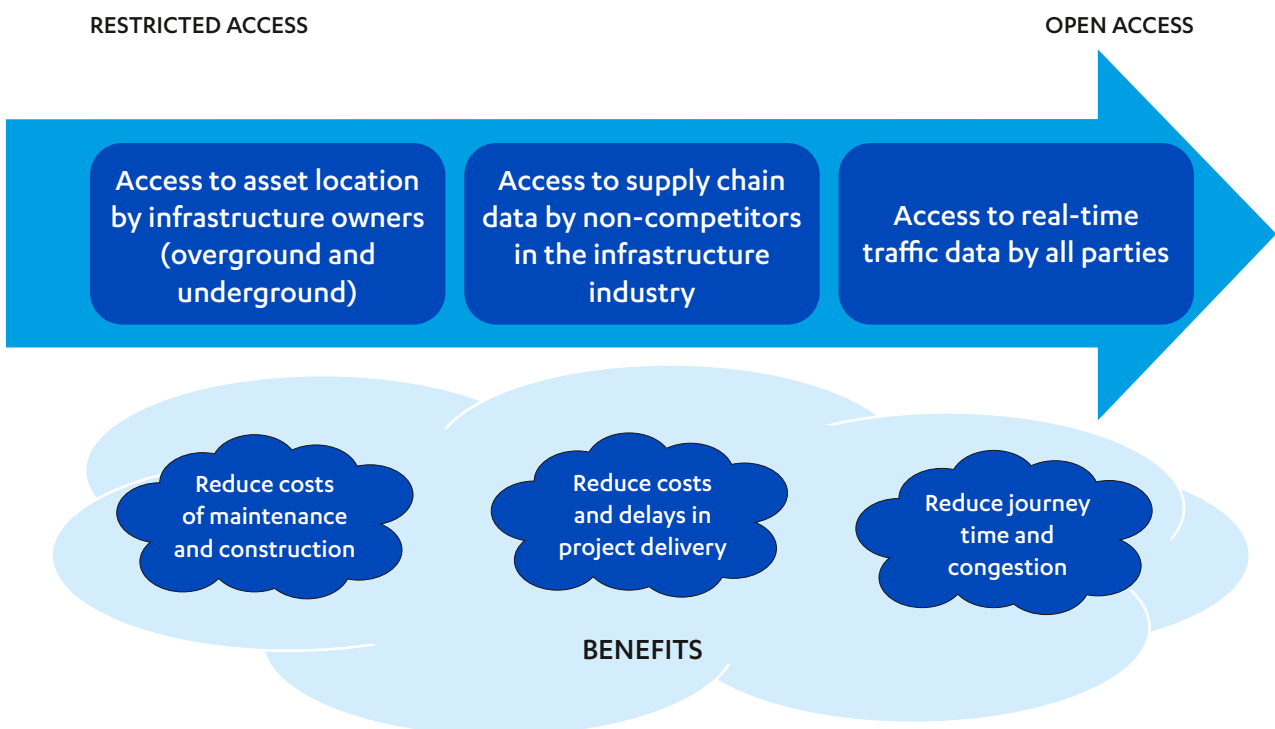 RESTRICTED ACCESS
OPEN ACCESS
Access to asset location
by infrastructure owners
(overground and
underground)
Access to supply chain
data by non-competitors
in the infrastructure
industry
Access to real-time
traffic data by all parties
Reduce costs
of maintenance
and construction
Reduce costs
and delays in
project delivery
Reduce journey
time and
congestion
BENEFITS